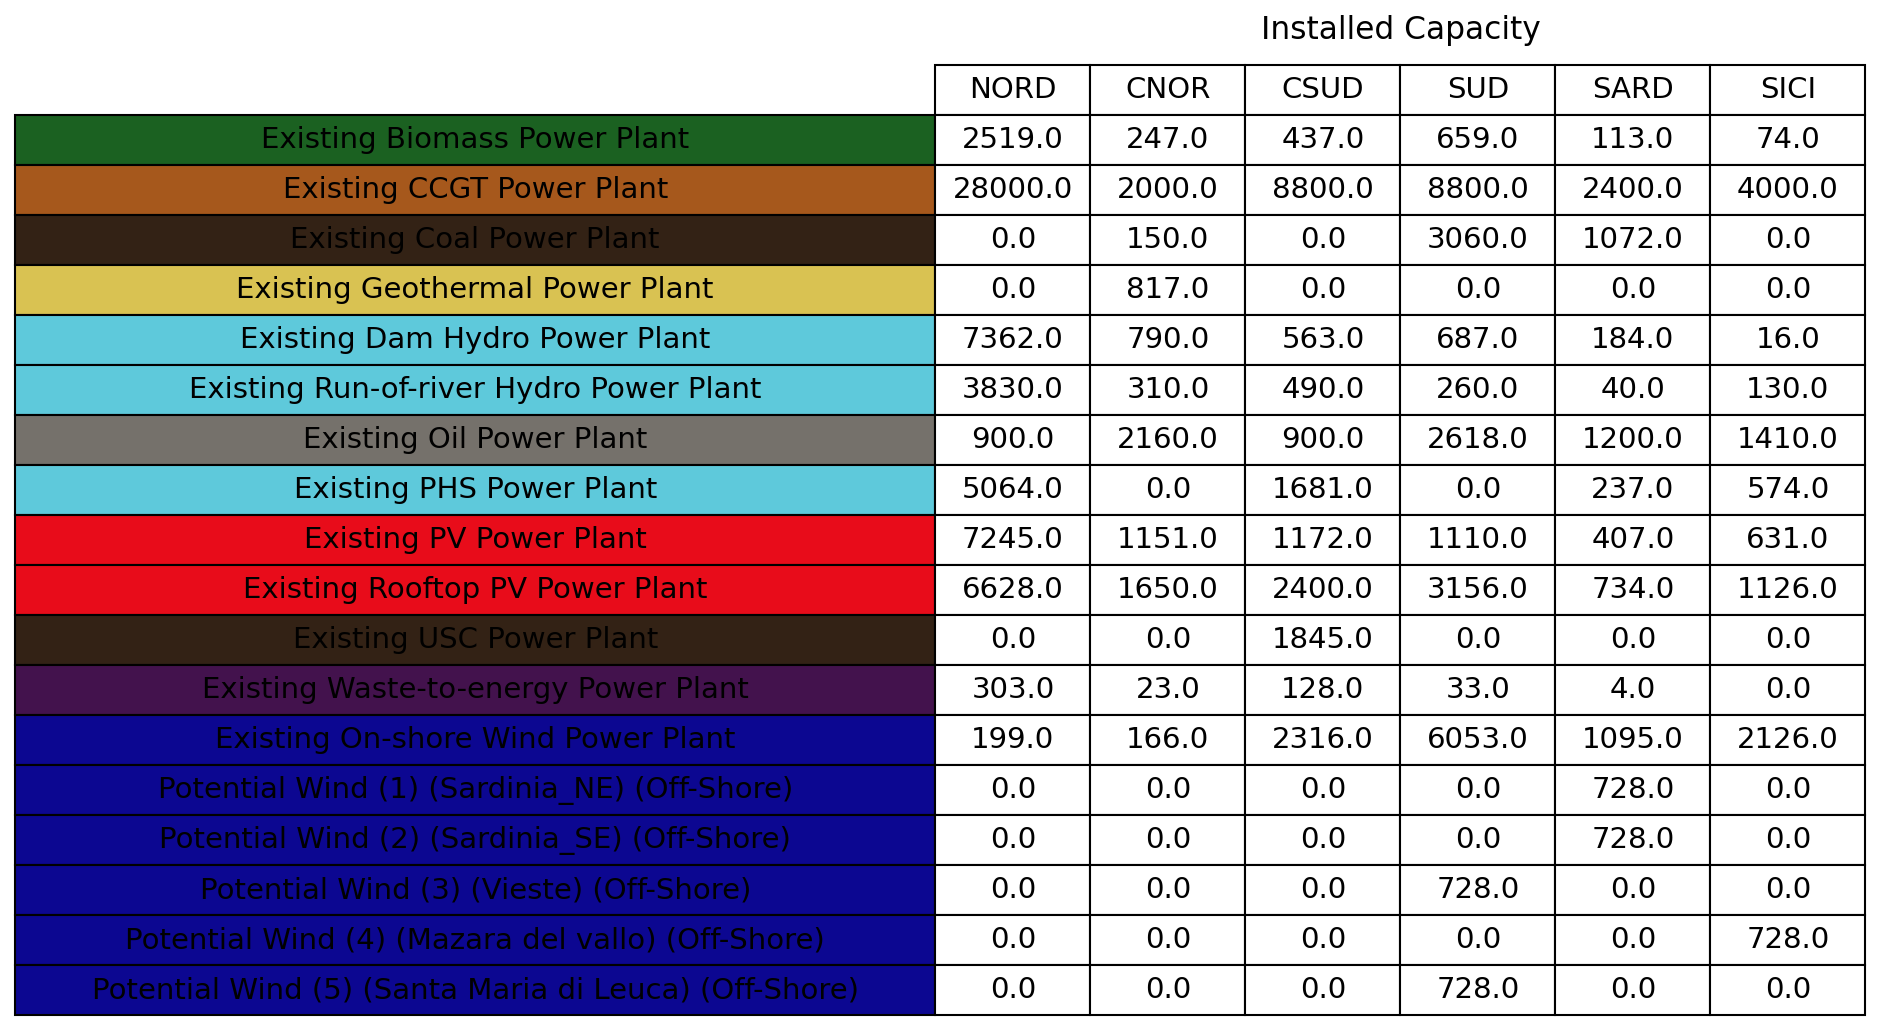 Installed Capacity
NORD CNOR CSUD SUD SARD SICI
Existing Biomass Power Plant 2519.0 247.0 437.0 659.0 113.0 74.0
Existing CCGT Power Plant 28000.0 2000.0 8800.0 8800.0 2400.0 4000.0
Existing Coal Power Plant 0.0 150.0 0.0 3060.0 1072.0 0.0
Existing Geothermal Power Plant 0.0 817.0 0.0 0.0 0.0 0.0
Existing Dam Hydro Power Plant 7362.0 790.0 563.0 687.0 184.0 16.0
Existing Run-of-river Hydro Power Plant 3830.0 310.0 490.0 260.0 40.0 130.0
Existing Oil Power Plant 900.0 2160.0 900.0 2618.0 1200.0 1410.0
Existing PHS Power Plant 5064.0 0.0 1681.0 0.0 237.0 574.0
Existing PV Power Plant 7245.0 1151.0 1172.0 1110.0 407.0 631.0
Existing Rooftop PV Power Plant 6628.0 1650.0 2400.0 3156.0 734.0 1126.0
Existing USC Power Plant 0.0 0.0 1845.0 0.0 0.0 0.0
Existing Waste-to-energy Power Plant 303.0 23.0 128.0 33.0 4.0 0.0
Existing On-shore Wind Power Plant 199.0 166.0 2316.0 6053.0 1095.0 2126.0
Potential Wind (1) (Sardinia_NE) (Off-Shore) 0.0 0.0 0.0 0.0 728.0 0.0
Potential Wind (2) (Sardinia_SE) (Off-Shore) 0.0 0.0 0.0 0.0 728.0 0.0
Potential Wind (3) (Vieste) (Off-Shore) 0.0 0.0 0.0 728.0 0.0 0.0
Potential Wind (4) (Mazara del vallo) (Off-Shore) 0.0 0.0 0.0 0.0 0.0 728.0
Potential Wind (5) (Santa Maria di Leuca) (Off-Shore) 0.0 0.0 0.0 728.0 0.0 0.0